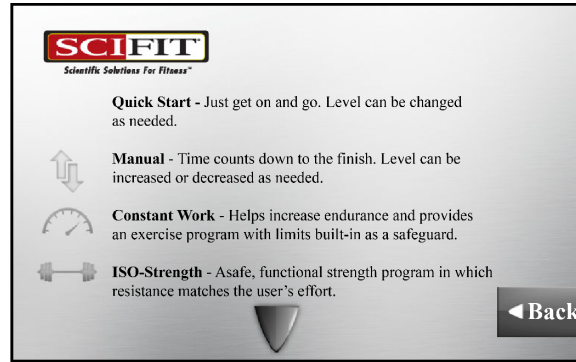 SCIFIT
Scientific Solutions For Fitness™
Quick Start - Just get on and go. Level can be changed
as needed.
Manual - Time counts down to the finish. Level can be
increased or decreased as needed.
Constant Work - Helps increase endurance and provides
an exercise program with limits built-in as a safeguard.
ISO-Strength - Asafe, functional strength program in which
resistance matches the user's effort.
Back